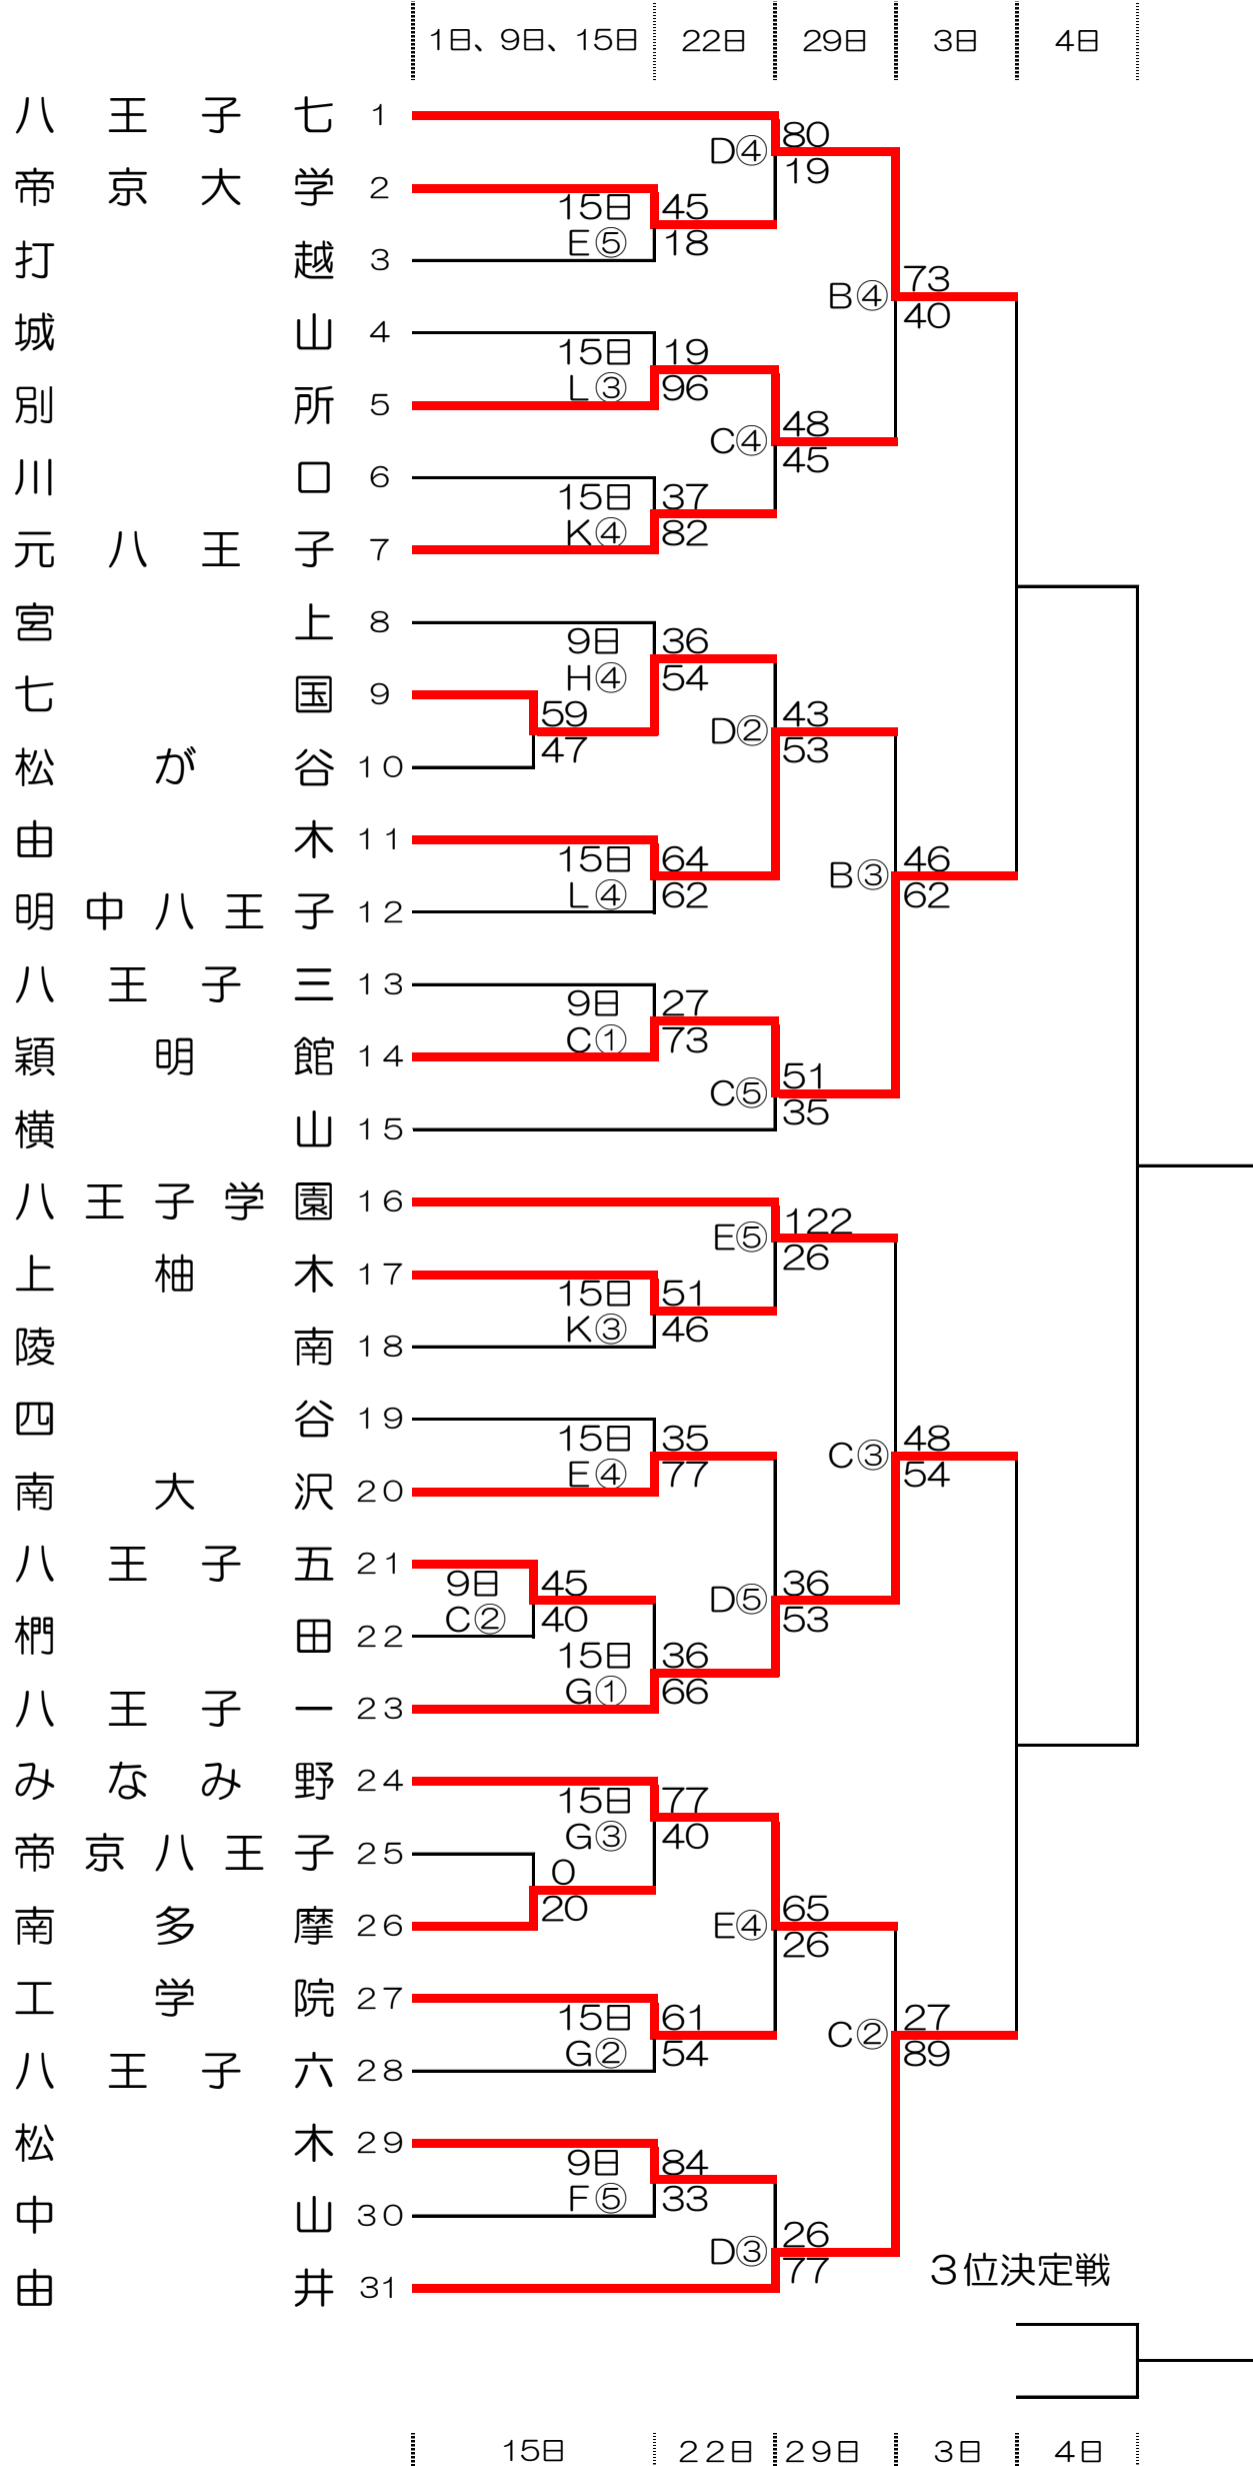 1日、9日、15日 22日 29日 3日 4日
八王子七 1
80
D④
19
帝京大学 2
15日 45
E⑤ 18
打越 3
73
B④
40
城山 4
15日 19
L③ 96
別所 5
48
C④
45
川口 6
15日 37
K④ 82
元八王子 7
宮上 8
9日 36
H④ 54
七国 9
59
47
43
D②
53
松が谷 10
由木 11
15日 64
L④ 62
46
B③
62
明中八王子 12
八王子三 13
9日 27
C① 73
穎明館 14
51
C⑤
35
横山 15
八王子学園 16
122
E⑤
26
上柚木 17
15日 51
K③ 46
陵南 18
四谷 19
15日 35
E④ 77
48
C③
54
南大沢 20
八王子五 21
9日 45
C② 40
36
D⑤
53
椚田 22
15日 36
G① 66
八王子一 23
みなみ野 24
15日 77
G③ 40
帝京八王子 25
0
20
南多摩 26
65
E④
26
工学院 27
15日 61
G② 54
27
C②
89
八王子六 28
松木 29
9日 84
F⑤ 33
中山 30
26
D③
77
由井 31
3位決定戦
15日 22日 29日 3日 4日